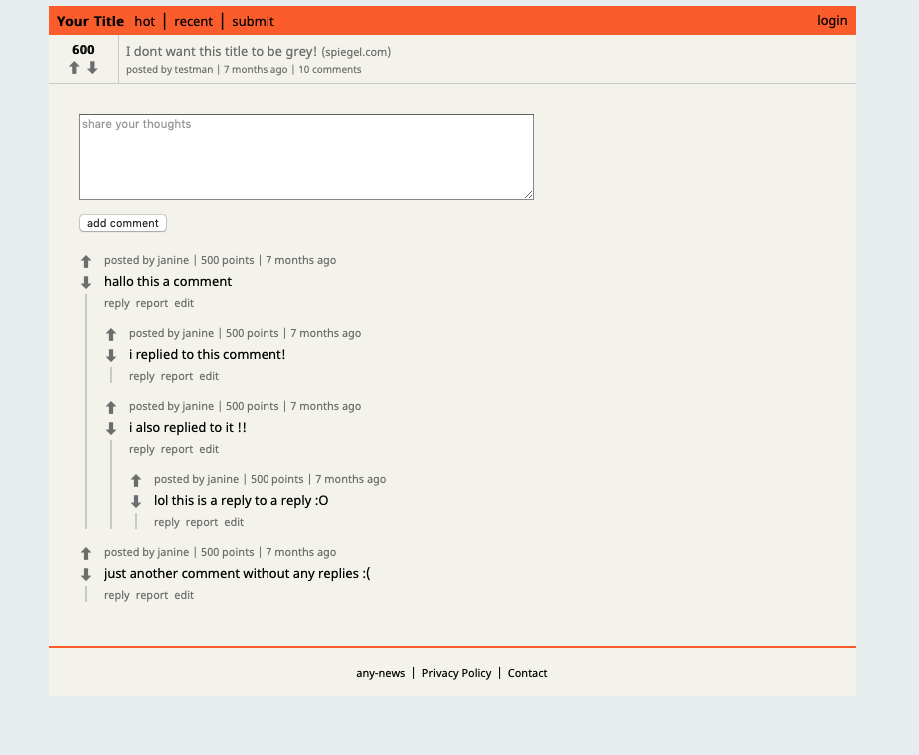 Your Title hot | recent | submit login
600
I dont want this title to be grey! (spiegel.com)
posted by testman | 7 months ago | 10 comments
share your thoughts
add comment
posted by janine | 500 points | 7 months ago
hallo this a comment
reply report edit
posted by janine | 500 points | 7 months ago
i replied to this comment!
reply report edit
posted by janine | 500 points | 7 months ago
i also replied to it !!
reply report edit
posted by janine | 500 points | 7 months ago
lol this is a reply to a reply :O
reply report edit
posted by janine | 500 points | 7 months ago
just another comment without any replies :(
reply report edit
any-news | Privacy Policy | Contact